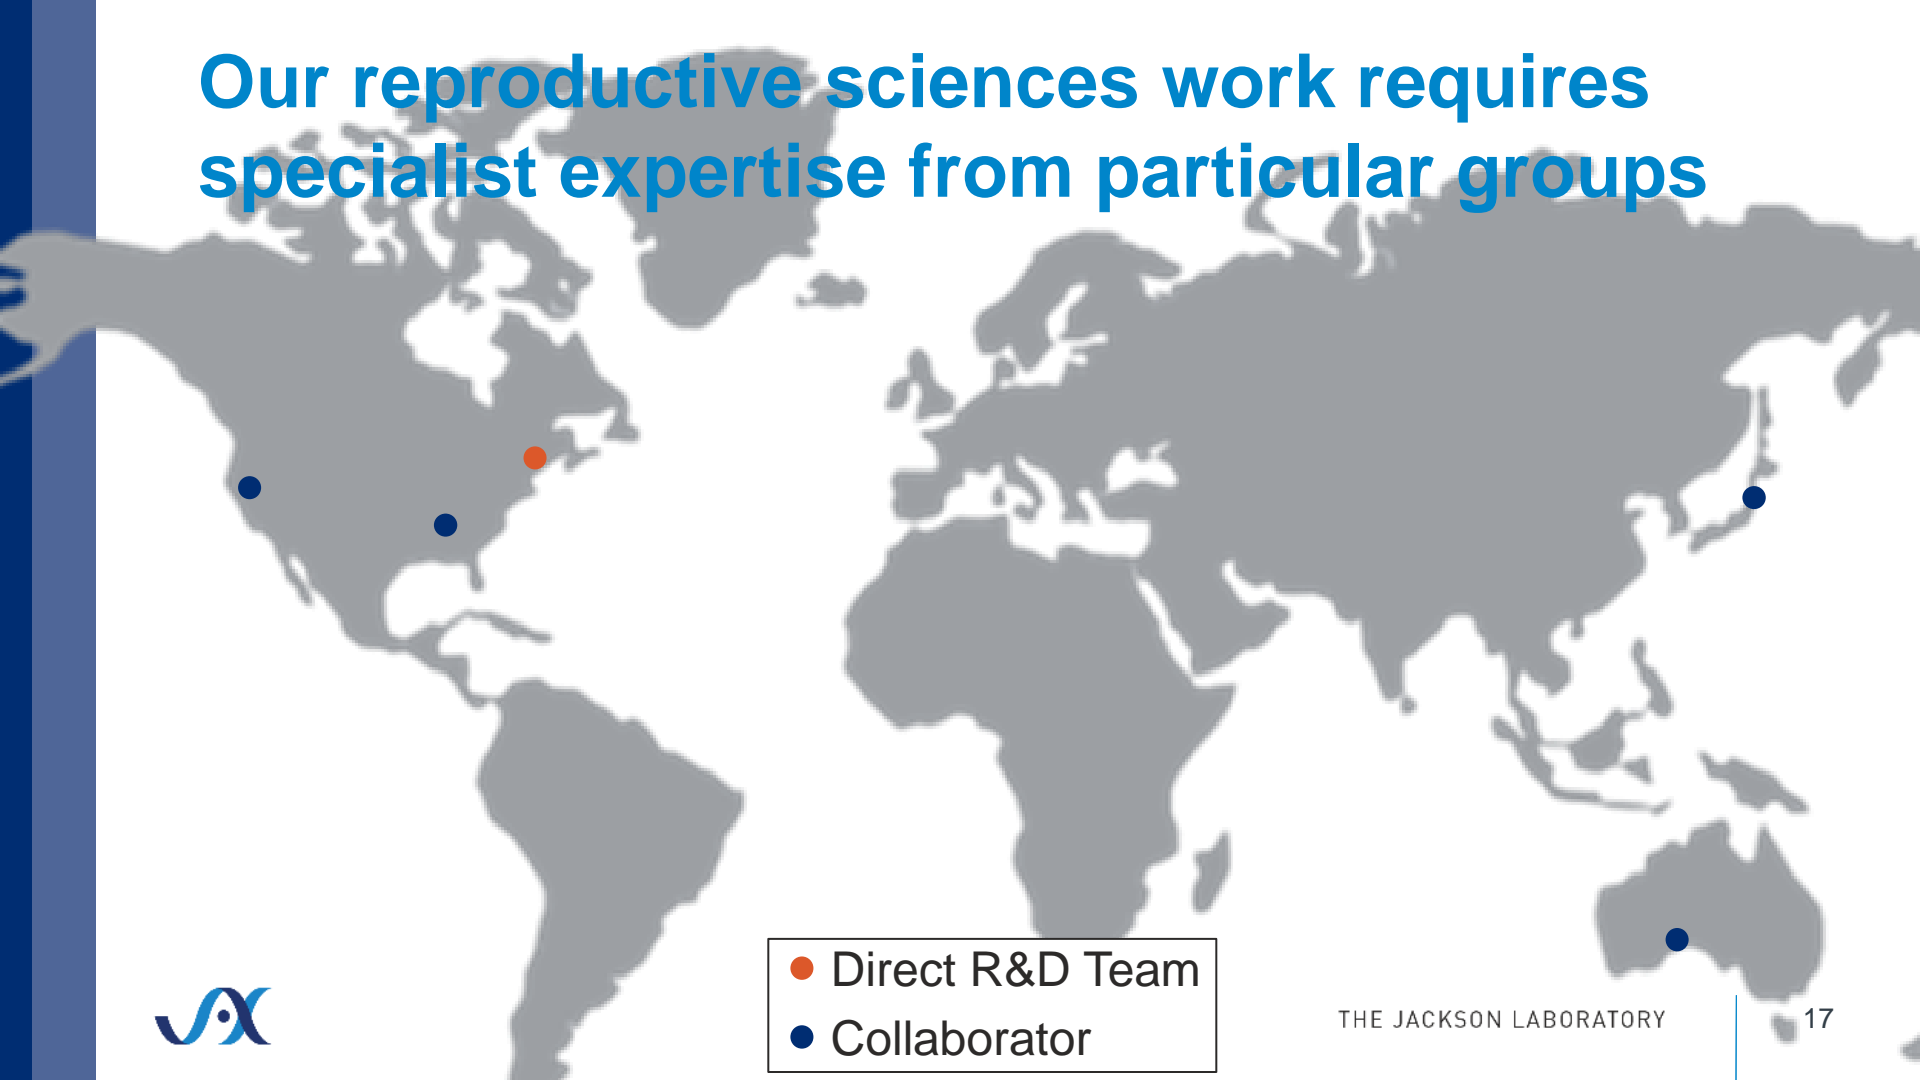 Our reproductive sciences work requires
specialist expertise from particular groups
Direct R&D Team
Collaborator
THE JACKSON LABORATORY
17